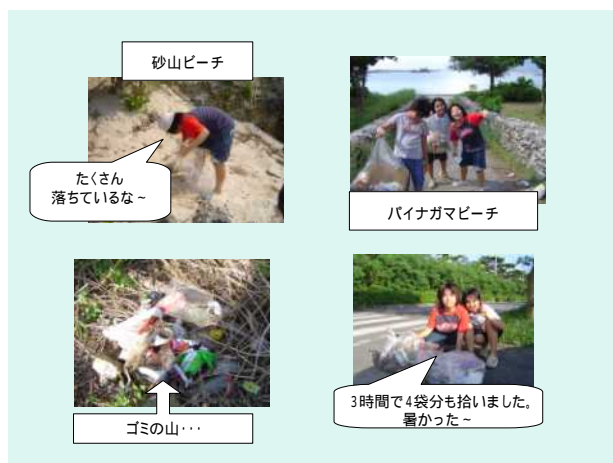 砂山ビーチ
たくさん
落ちているな~
パイナガマビーチ
ゴミの山・・・
3時間で4袋分も拾いました。
暑かった~